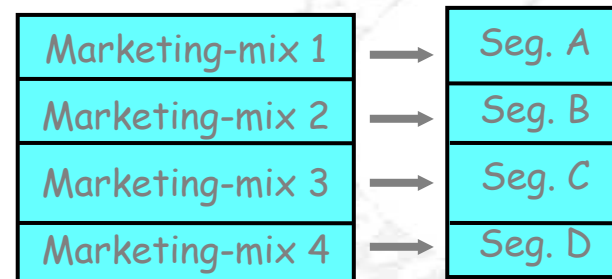 Marketing-mix 1 Seg. A
Marketing-mix 2 Seg. B
Marketing-mix 3 Seg. C
Marketing-mix 4 Seg. D